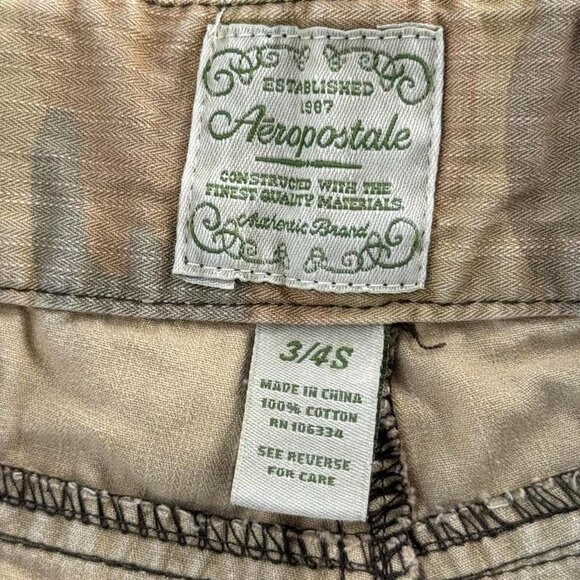 ESTABLISHED
1987
Aéropostale
CONSTRUCTED WITH THE
FINEST QUALITY MATERIALS.
Authentic Brand
3/4S
MADE IN CHINA
100% COTTON
RN 106334
SEE REVERSE
FOR CARE